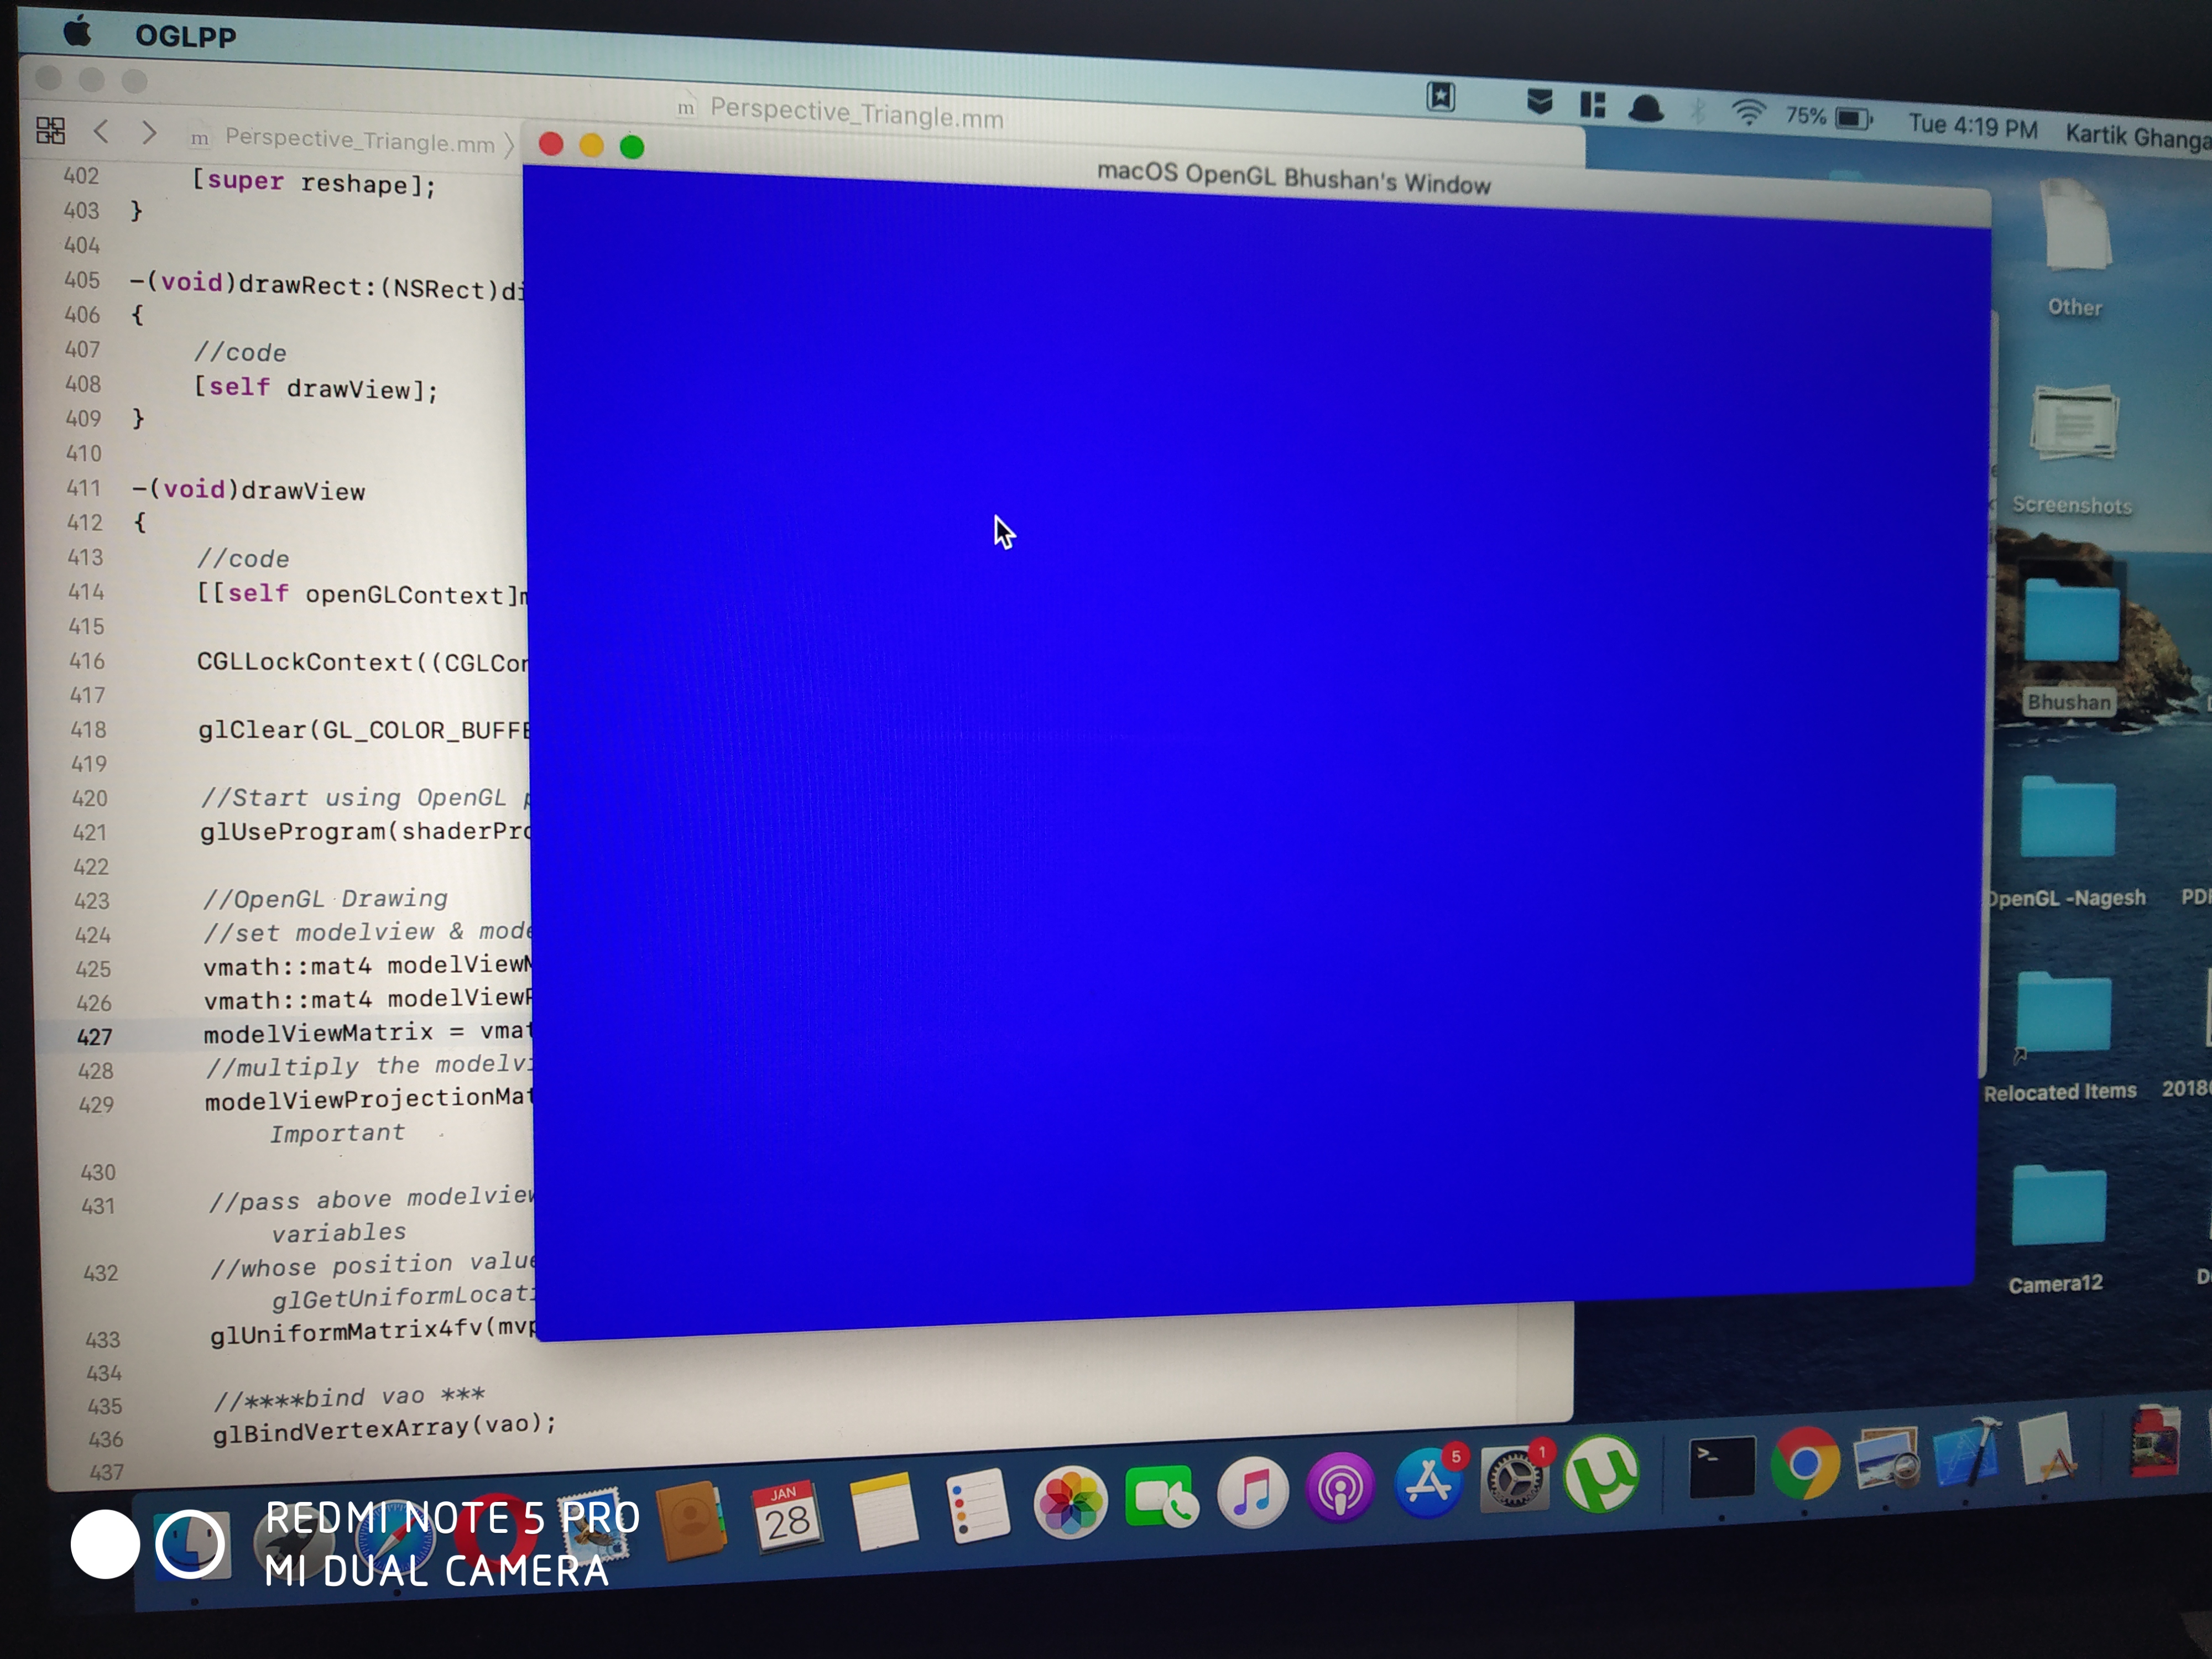 OGLPP
75%
Tue 4:19 PM
Kartik
m Perspective_Triangle.mm
m Perspective_Triangle.mm
macOS OpenGL Bhushan's Window
402 [super reshape];
403 }
404
405 -(void)drawRect:(NSRect)di
406 {
407 //code
408 [self drawView];
409 }
410
411 -(void)drawView
412 {
413 //code
414 [[self openGLContext]m
415
416 CGLLockContext((CGLCon
417
418 glClear(GL_COLOR_BUFFE
419
420 //Start using OpenGL p
421 glUseProgram(shaderPro
422
423 //OpenGL Drawing
424 //set modelview & mode
425 vmath::mat4 modelViewM
426 vmath::mat4 modelViewP
427 modelViewMatrix = vmat
428 //multiply the modelvi
429 modelViewProjectionMat
Important
430
431 //pass above modelview
variables
432 //whose position value
glGetUniformLocati
433 glUniformMatrix4fv(mvp
434
435 //****bind vao ***
436 glBindVertexArray(vao);
437
Other
Screenshots
Bhushan
OpenGL -Nagesh
PD
Relocated Items
2018
Camera12
D
JAN
28
5
1
REDMI NOTE 5 PRO
MI DUAL CAMERA